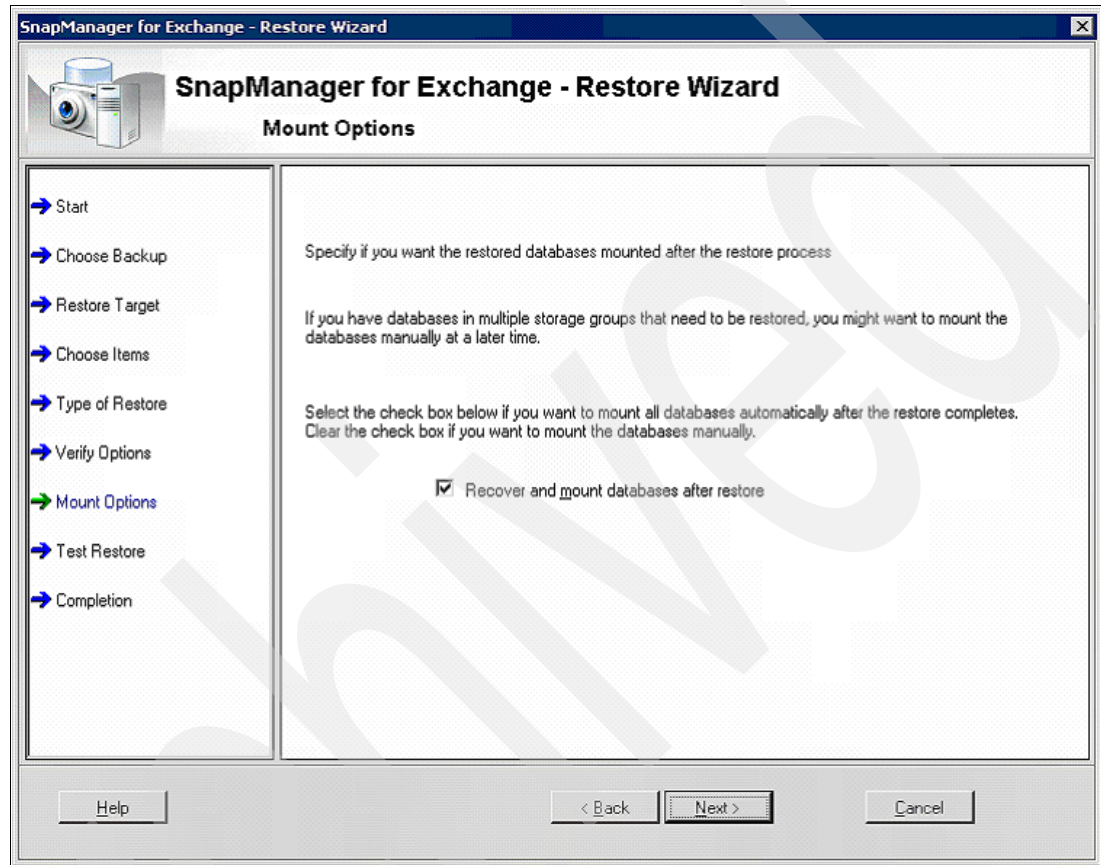 SnapManager for Exchange - Restore Wizard
SnapManager for Exchange - Restore Wizard
Mount Options
Start
Choose Backup
Restore Target
Choose Items
Type of Restore
Verify Options
Mount Options
Test Restore
Completion
Specify if you want the restored databases mounted after the restore process
If you have databases in multiple storage groups that need to be restored, you might want to mount the
databases manually at a later time.
Select the check box below if you want to mount all databases automatically after the restore completes.
Clear the check box if you want to mount the databases manually.
Recover and mount databases after restore
Help
< Back
Next >
Cancel
hived